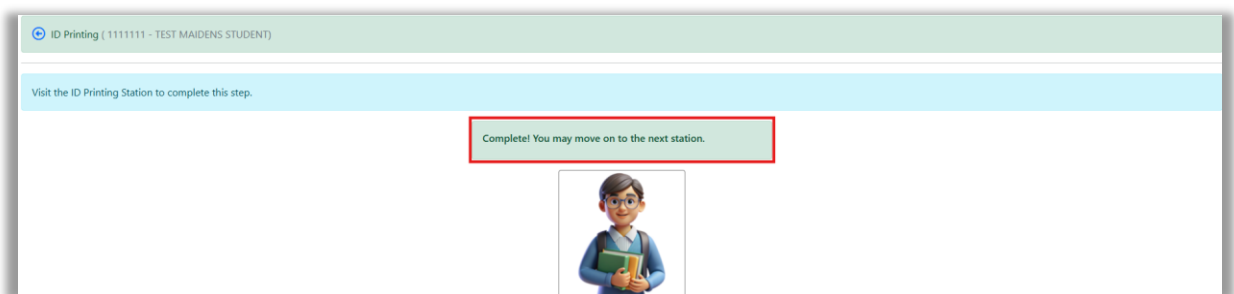 ID Printing ( 1111111 - TEST MAIDENS STUDENT)
Visit the ID Printing Station to complete this step.
Complete! You may move on to the next station.